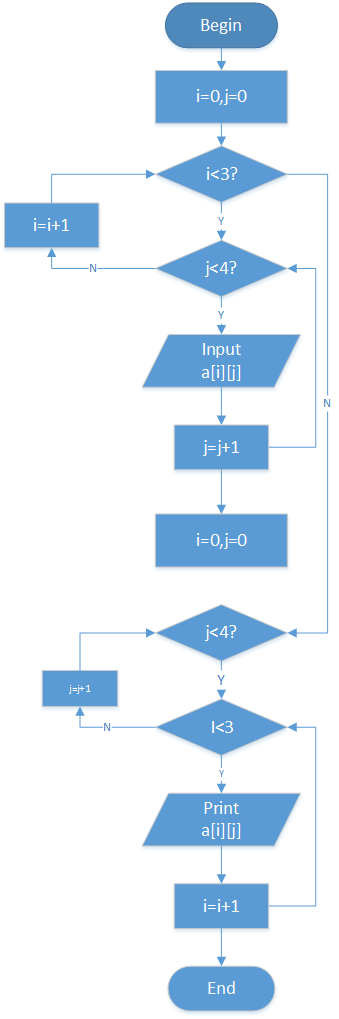 Begin
i=0,j=0
i<3?
Y
i=i+1
j<4?
N
Y
Input
a[i][j]
N
j=j+1
i=0,j=0
j<4?
Y
j=j+1
I<3
N
Y
Print
a[i][j]
i=i+1
End